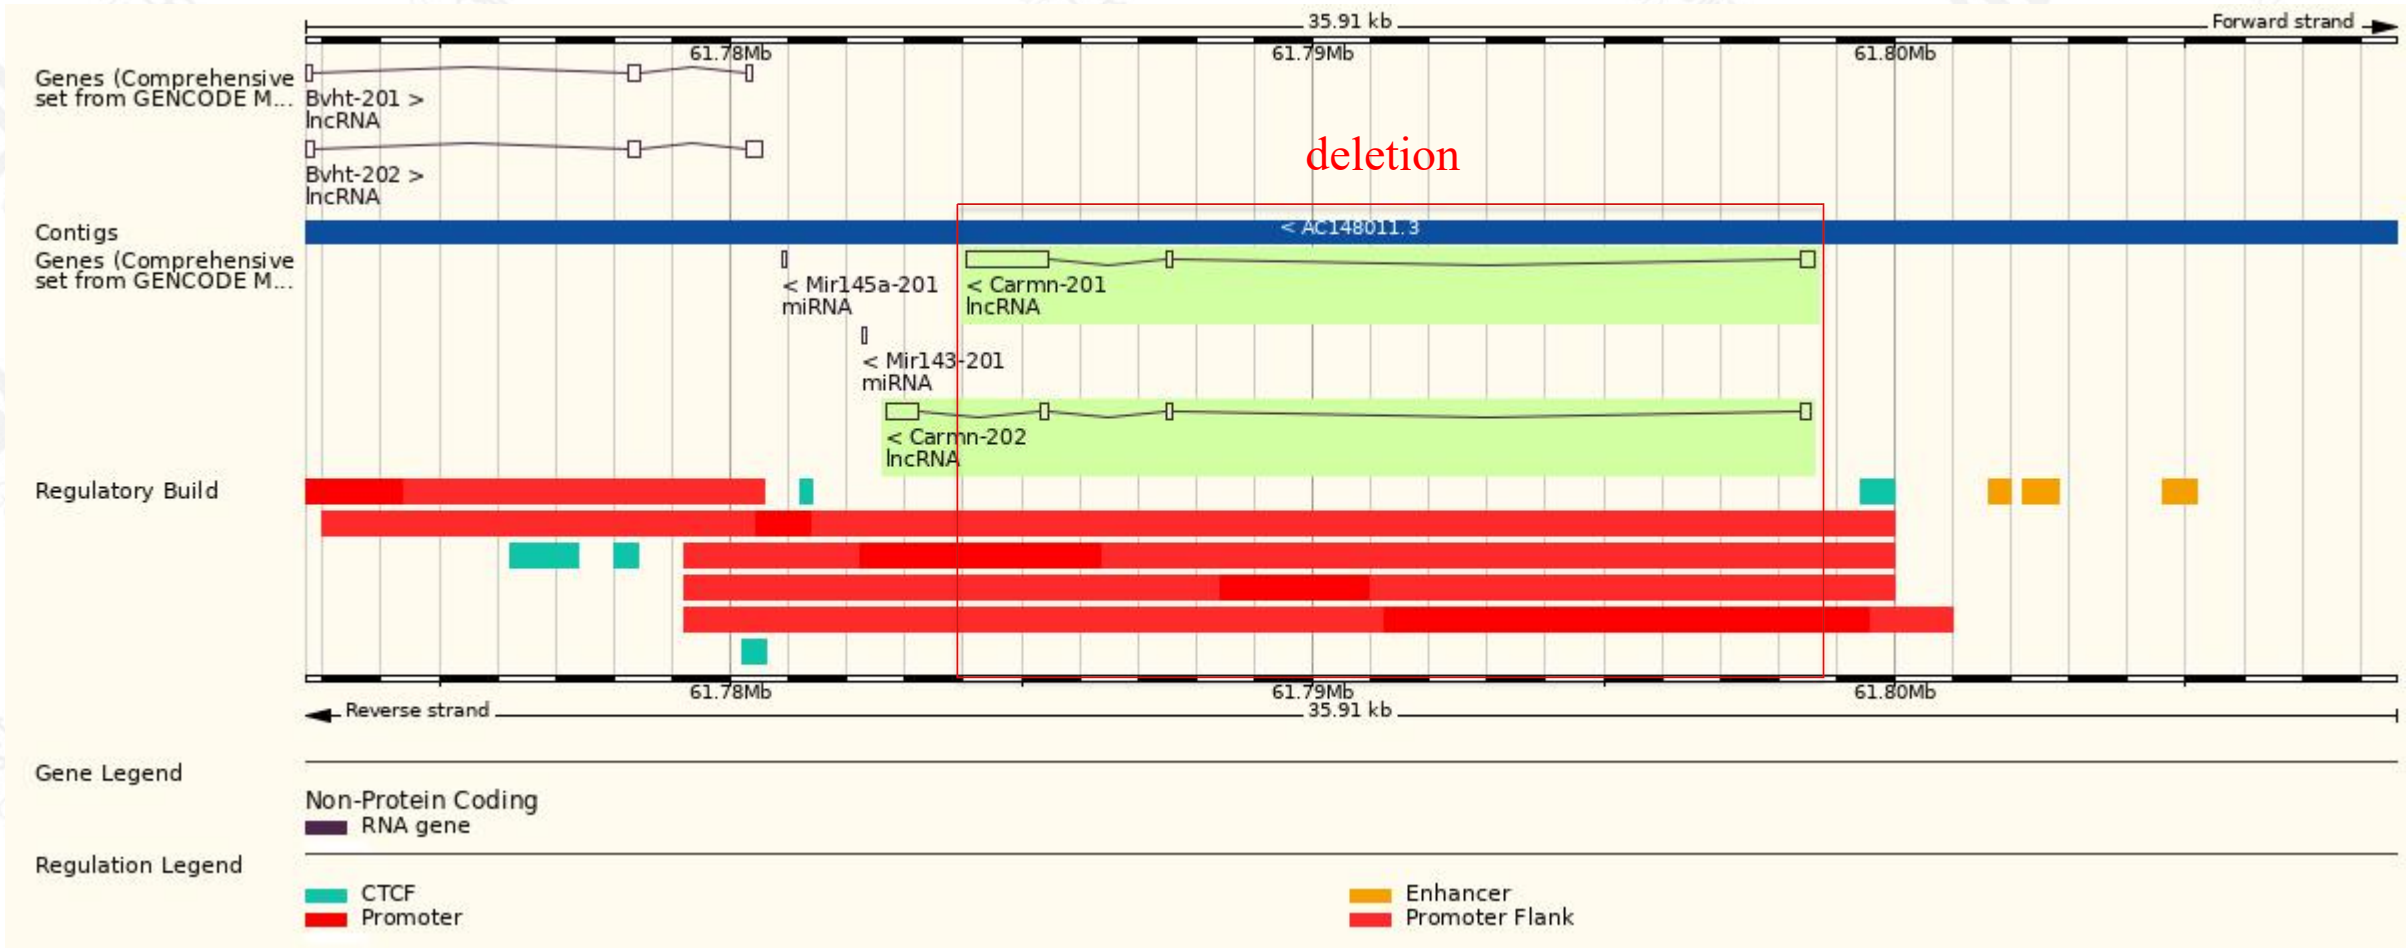 35.91 kb
Forward strand
61.78Mb
61.79Mb
61.80Mb
Genes (Comprehensive
set from GENCODE M...
Bvht-201 >
lncRNA
deletion
Bvht-202 >
lncRNA
Contigs
< AC148011.3
Genes (Comprehensive
set from GENCODE M...
< Mir145a-201
miRNA
< Carmn-201
lncRNA
< Mir143-201
miRNA
< Carmn-202
lncRNA
Regulatory Build
61.78Mb
61.79Mb
61.80Mb
Reverse strand
35.91 kb
Gene Legend
Non-Protein Coding
RNA gene
Regulation Legend
CTCF
Enhancer
Promoter
Promoter Flank